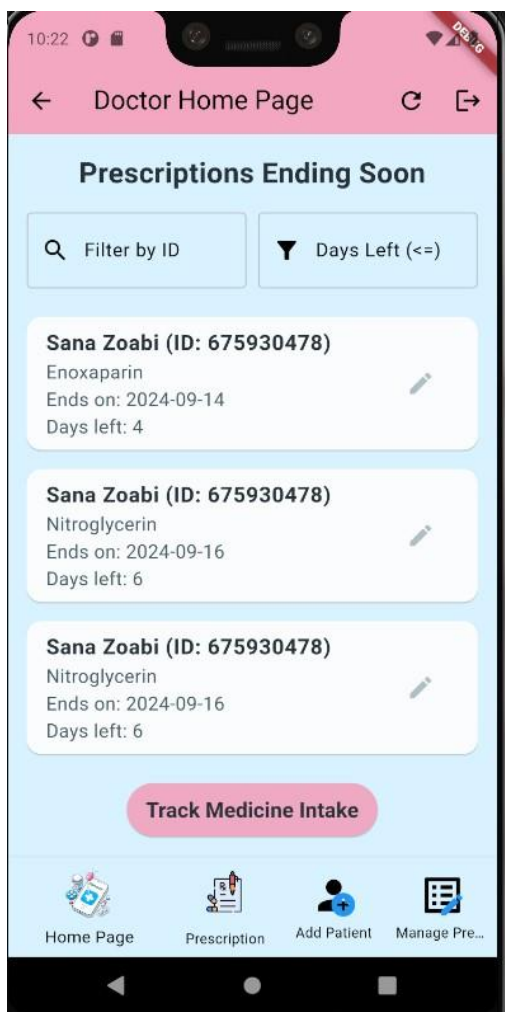 10:22
DEBUG
Doctor Home Page
Prescriptions Ending Soon
Filter by ID
Days Left (<=)
Sana Zoabi (ID: 675930478)
Enoxaparin
Ends on: 2024-09-14
Days left: 4
Sana Zoabi (ID: 675930478)
Nitroglycerin
Ends on: 2024-09-16
Days left: 6
Sana Zoabi (ID: 675930478)
Nitroglycerin
Ends on: 2024-09-16
Days left: 6
Track Medicine Intake
Home Page
Prescription
Add Patient
Manage Pre...